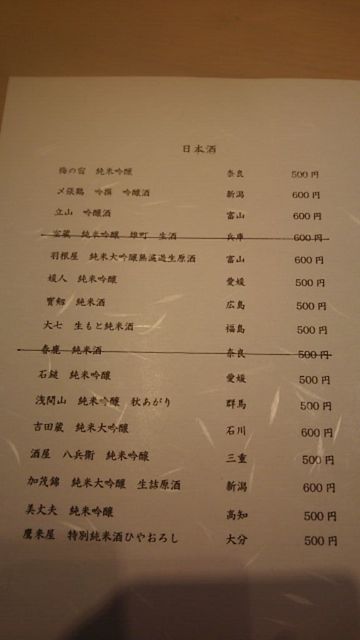 日本酒
梅の宿 純米吟醸 奈良 500円
〆張鶴 吟撰 吟醸酒 新潟 600円
立山 吟醸酒 富山 600円
純米吟醸 雄町 生酒 兵庫 600円
羽根屋 純米大吟醸無濾過生原酒 富山 600円
媛人 純米吟醸 愛媛 500円
寳剱 純米酒 広島 500円
大七 生もと純米酒 福島 500円
春鹿 純米酒 奈良 500円
石鎚 純米吟醸 愛媛 500円
浅間山 純米吟醸 秋あがり 群馬 500円
吉田蔵 純米大吟醸 石川 600円
酒屋 八兵衛 純米吟醸 三重 500円
加茂錦 純米大吟醸 生詰原酒 新潟 600円
美丈夫 純米吟醸 高知 500円
鷹来屋 特別純米酒ひやおろし 大分 500円